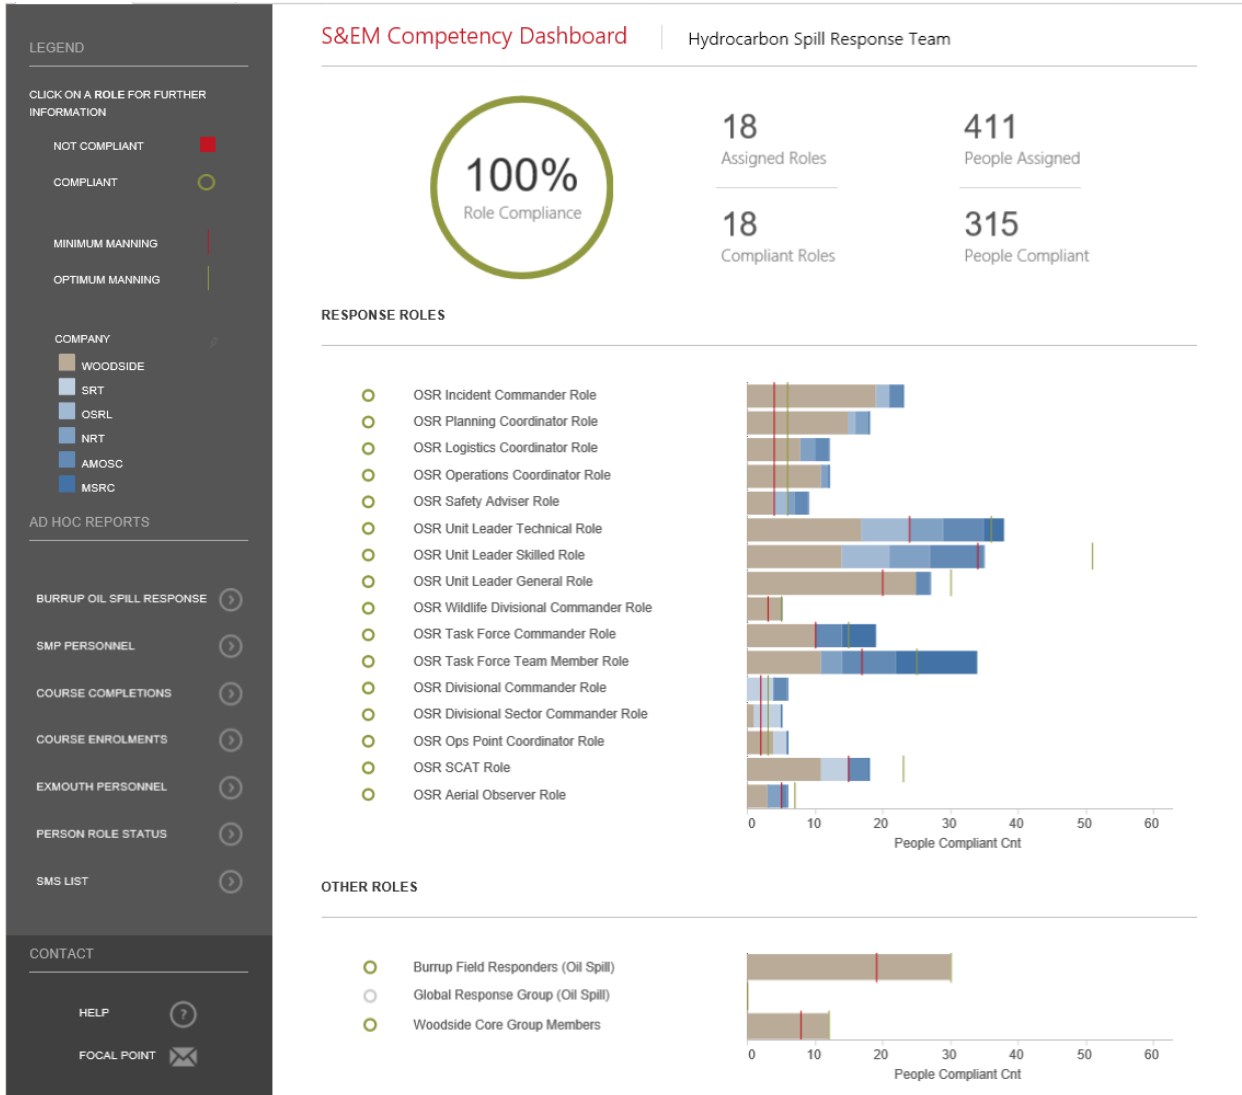 LEGEND
CLICK ON A ROLE FOR FURTHER
INFORMATION
NOT COMPLIANT
COMPLIANT
MINIMUM MANNING
OPTIMUM MANNING
COMPANY
WOODSIDE
SRT
OSRL
NRT
AMOSC
MSRC
AD HOC REPORTS
BURRUP OIL SPILL RESPONSE
SMP PERSONNEL
COURSE COMPLETIONS
COURSE ENROLMENTS
EXMOUTH PERSONNEL
PERSON ROLE STATUS
SMS LIST
CONTACT
HELP ?
FOCAL POINT
S&EM Competency Dashboard Hydrocarbon Spill Response Team
100%
Role Compliance
18
Assigned Roles
411
People Assigned
18
Compliant Roles
315
People Compliant
RESPONSE ROLES
OSR Incident Commander Role
OSR Planning Coordinator Role
OSR Logistics Coordinator Role
OSR Operations Coordinator Role
OSR Safety Adviser Role
OSR Unit Leader Technical Role
OSR Unit Leader Skilled Role
OSR Unit Leader General Role
OSR Wildlife Divisional Commander Role
OSR Task Force Commander Role
OSR Task Force Team Member Role
OSR Divisional Commander Role
OSR Divisional Sector Commander Role
OSR Ops Point Coordinator Role
OSR SCAT Role
OSR Aerial Observer Role
0 10 20 30 40 50 60
People Compliant Cnt
OTHER ROLES
Burrup Field Responders (Oil Spill)
Global Response Group (Oil Spill)
Woodside Core Group Members
0 10 20 30 40 50 60
People Compliant Cnt